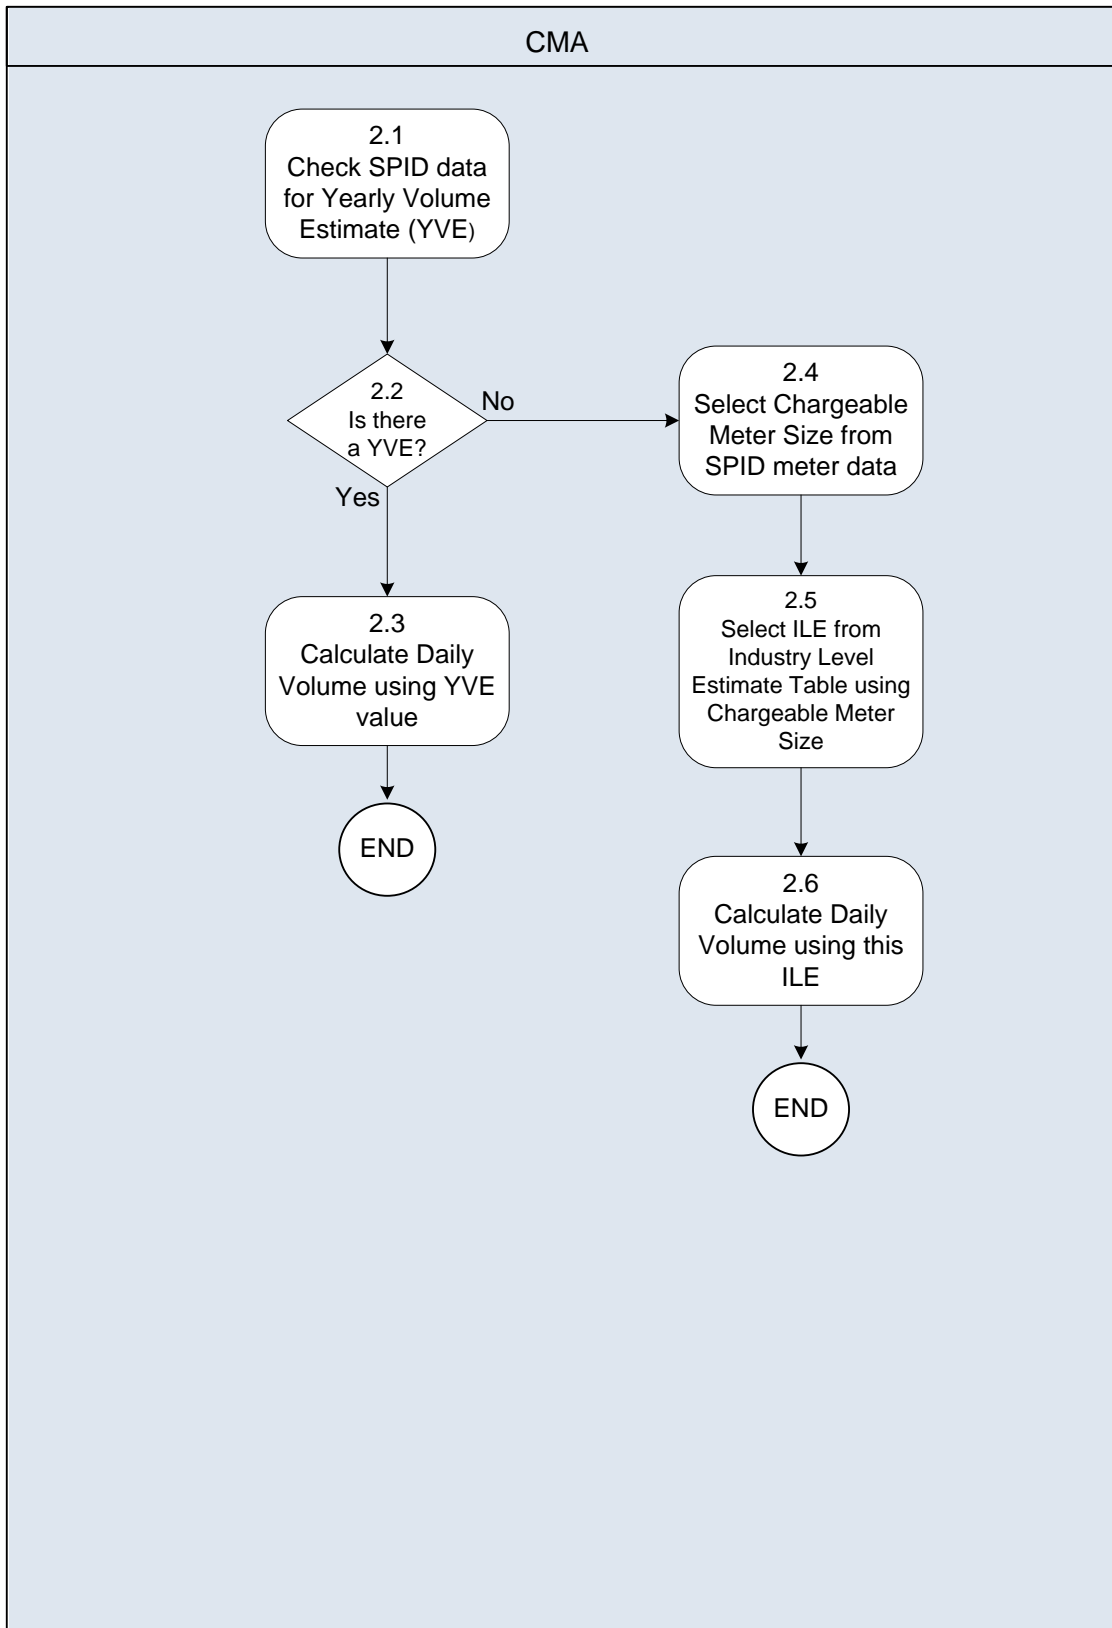 CMA
2.1
Check SPID data
for Yearly Volume
Estimate (YVE)
2.2
Is there
a YVE?
No
Yes
2.3
Calculate Daily
Volume using YVE
value
END
2.4
Select Chargeable
Meter Size from
SPID meter data
2.5
Select ILE from
Industry Level
Estimate Table using
Chargeable Meter
Size
2.6
Calculate Daily
Volume using this
ILE
END